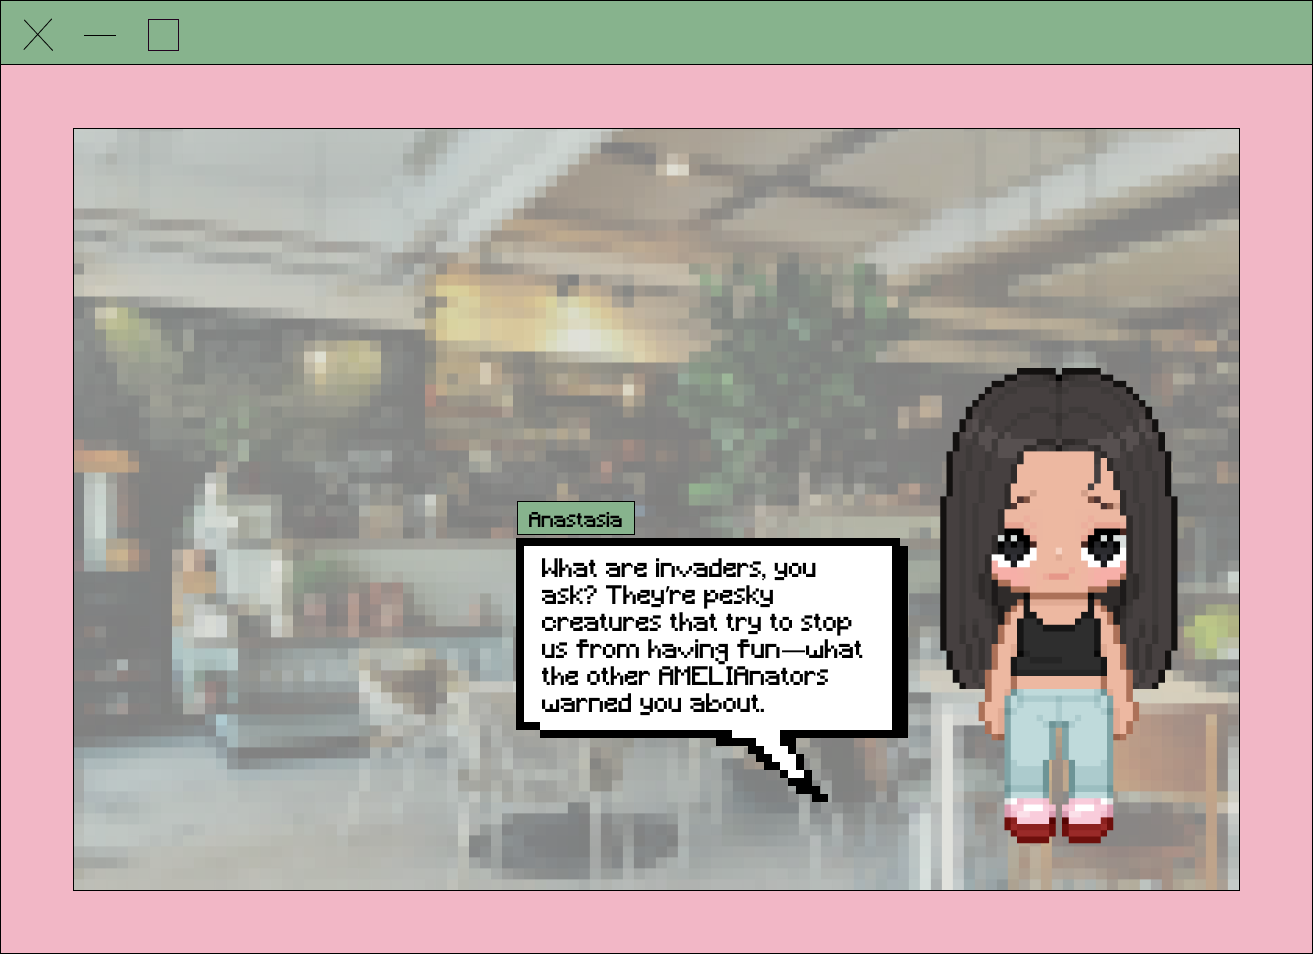 Anastasia
What are invaders, you
ask? They're pesky
creatures that try to stop
us from having fun—what
the other AMELIAnators
warned you about.